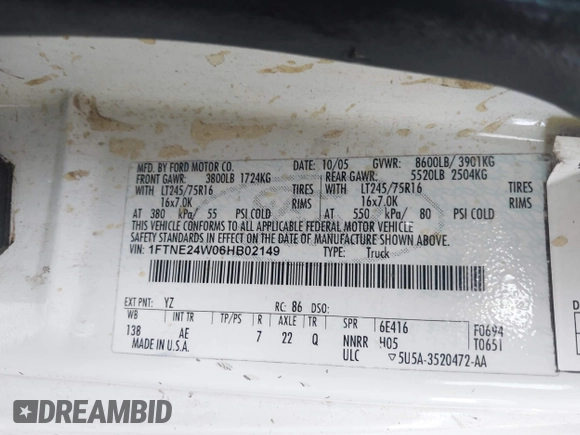 MFD. BY FORD MOTOR CO. DATE: 10/05 GVWR: 8600LB/ 3901KG
FRONT GAWR: 3800LB 1724KG REAR GAWR: 5520LB 2504KG
WITH LT245/75R16 TIRES WITH LT245/75R16 TIRES
16x7.0K RIMS 16x7.0K RIMS
AT 380 kPa/ 55 PSI COLD AT 550 kPa/ 80 PSI COLD
THIS VEHICLE CONFORMS TO ALL APPLICABLE FEDERAL MOTOR VEHICLE
SAFETY STANDARDS IN EFFECT ON THE DATE OF MANUFACTURE SHOWN ABOVE
VIN: 1FTNE24W06HB02149 TYPE: Truck
EXT PNT: YZ RC: 86 DSO:
WB INT TR TP/PS R AXLE TR SPR 6E416 F0694
138 AE 7 22 Q NNRR H05 T0651
MADE IN U.S.A. ULC 5U5A-3520472-AA
DREAMBID